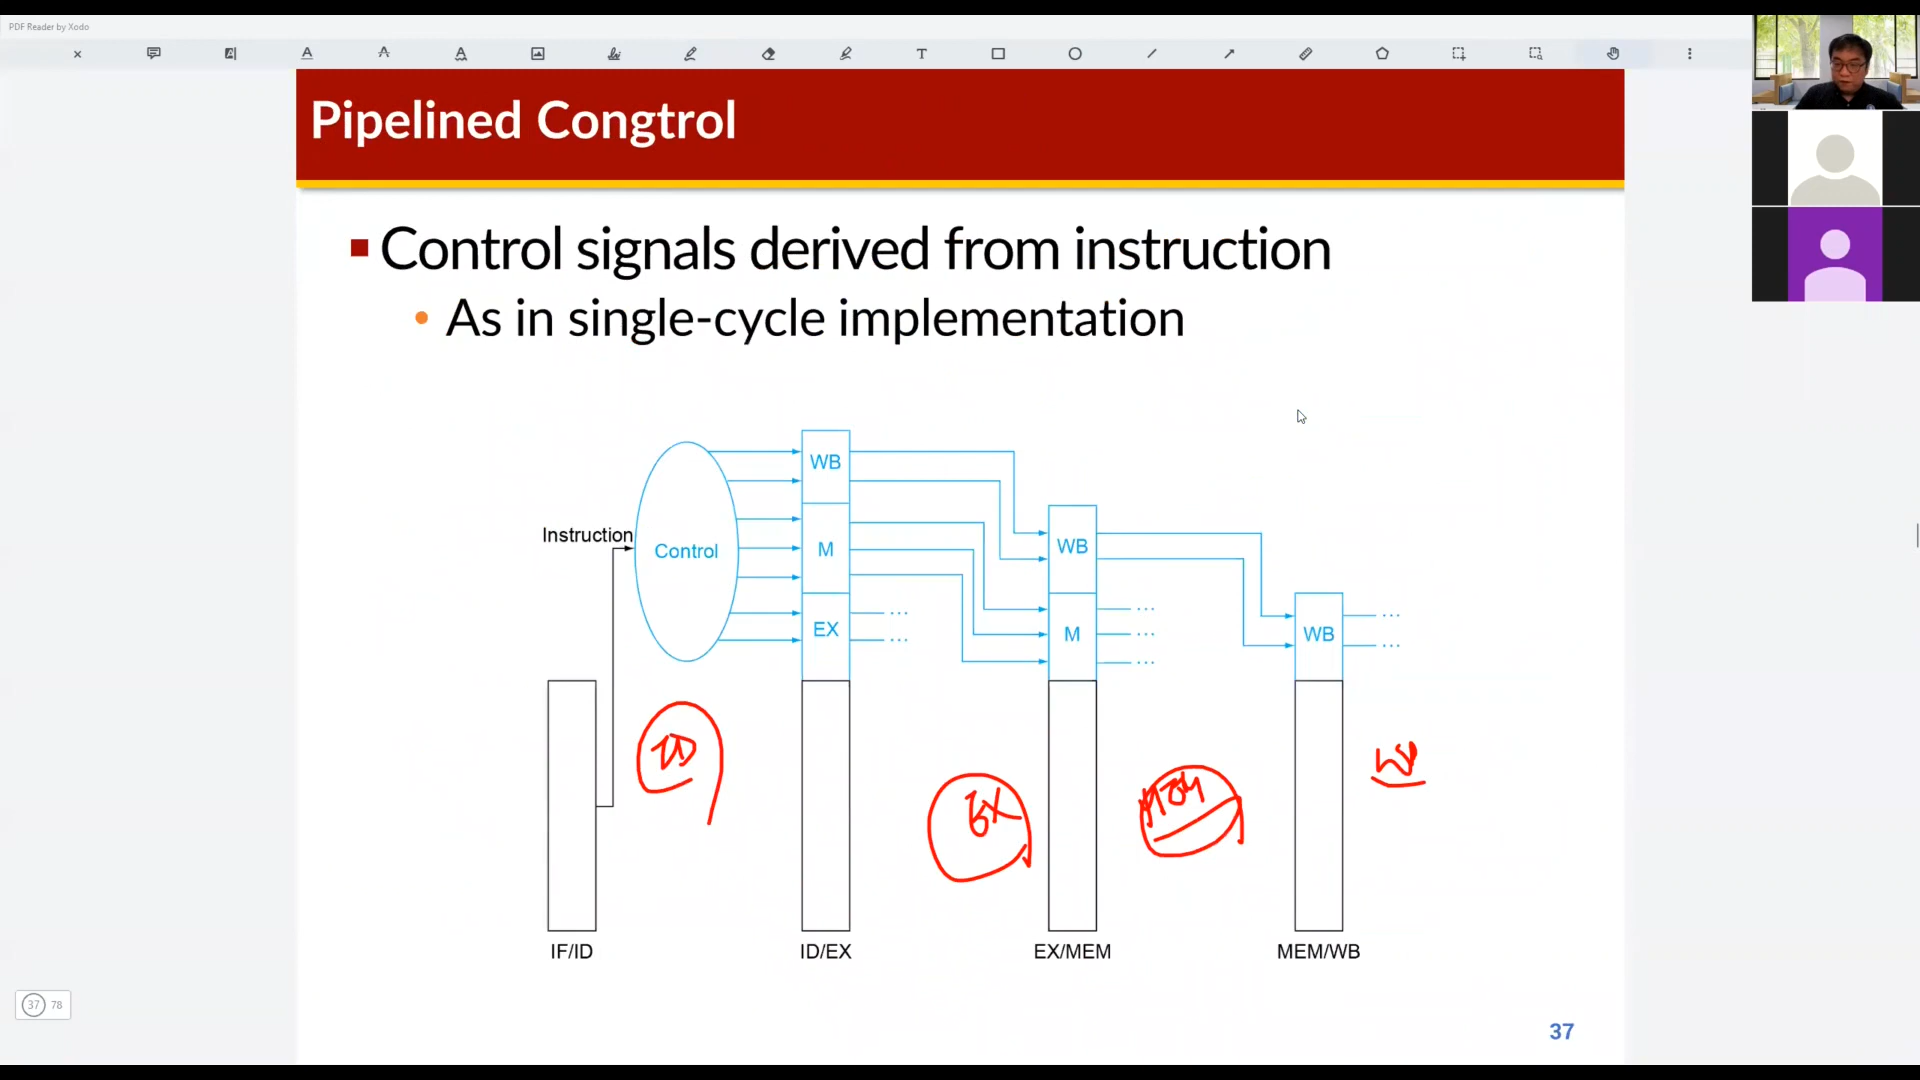 PDF Reader by Xodo
Pipelined Congtrol
Control signals derived from instruction
As in single-cycle implementation
WB
Instruction
Control
M
WB
EX
M
WB
ID
EX
MEM
WB
IF/ID
ID/EX
EX/MEM
MEM/WB
37 78
37